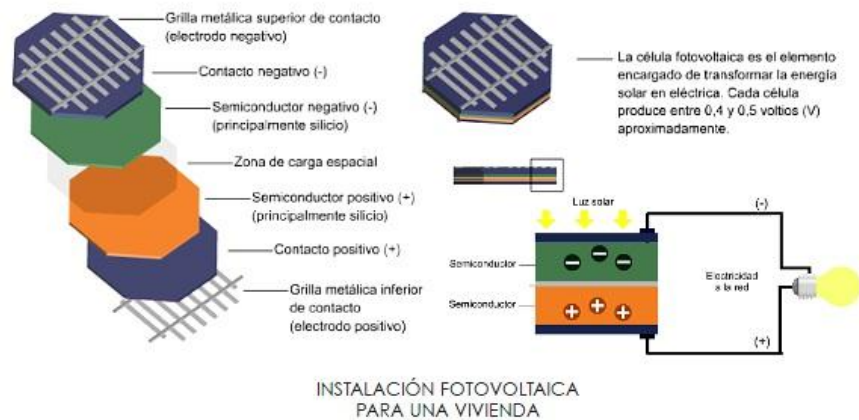 Grilla metálica superior de contacto
(electrodo negativo)
Contacto negativo (-)
Semiconductor negativo (-)
(principalmente silicio)
Zona de carga espacial
Semiconductor positivo (+)
(principalmente silicio)
Contacto positivo (+)
Grilla metálica inferior
de contacto
(electrodo positivo)
La célula fotovoltaica es el elemento
encargado de transformar la energía
solar en eléctrica. Cada célula
produce entre 0,4 y 0,5 voltios (V)
aproximadamente.
Luz solar
(-)
Semiconductor
Electricidad
a la red
Semiconductor
(+)
INSTALACIÓN FOTOVOLTAICA
PARA UNA VIVIENDA